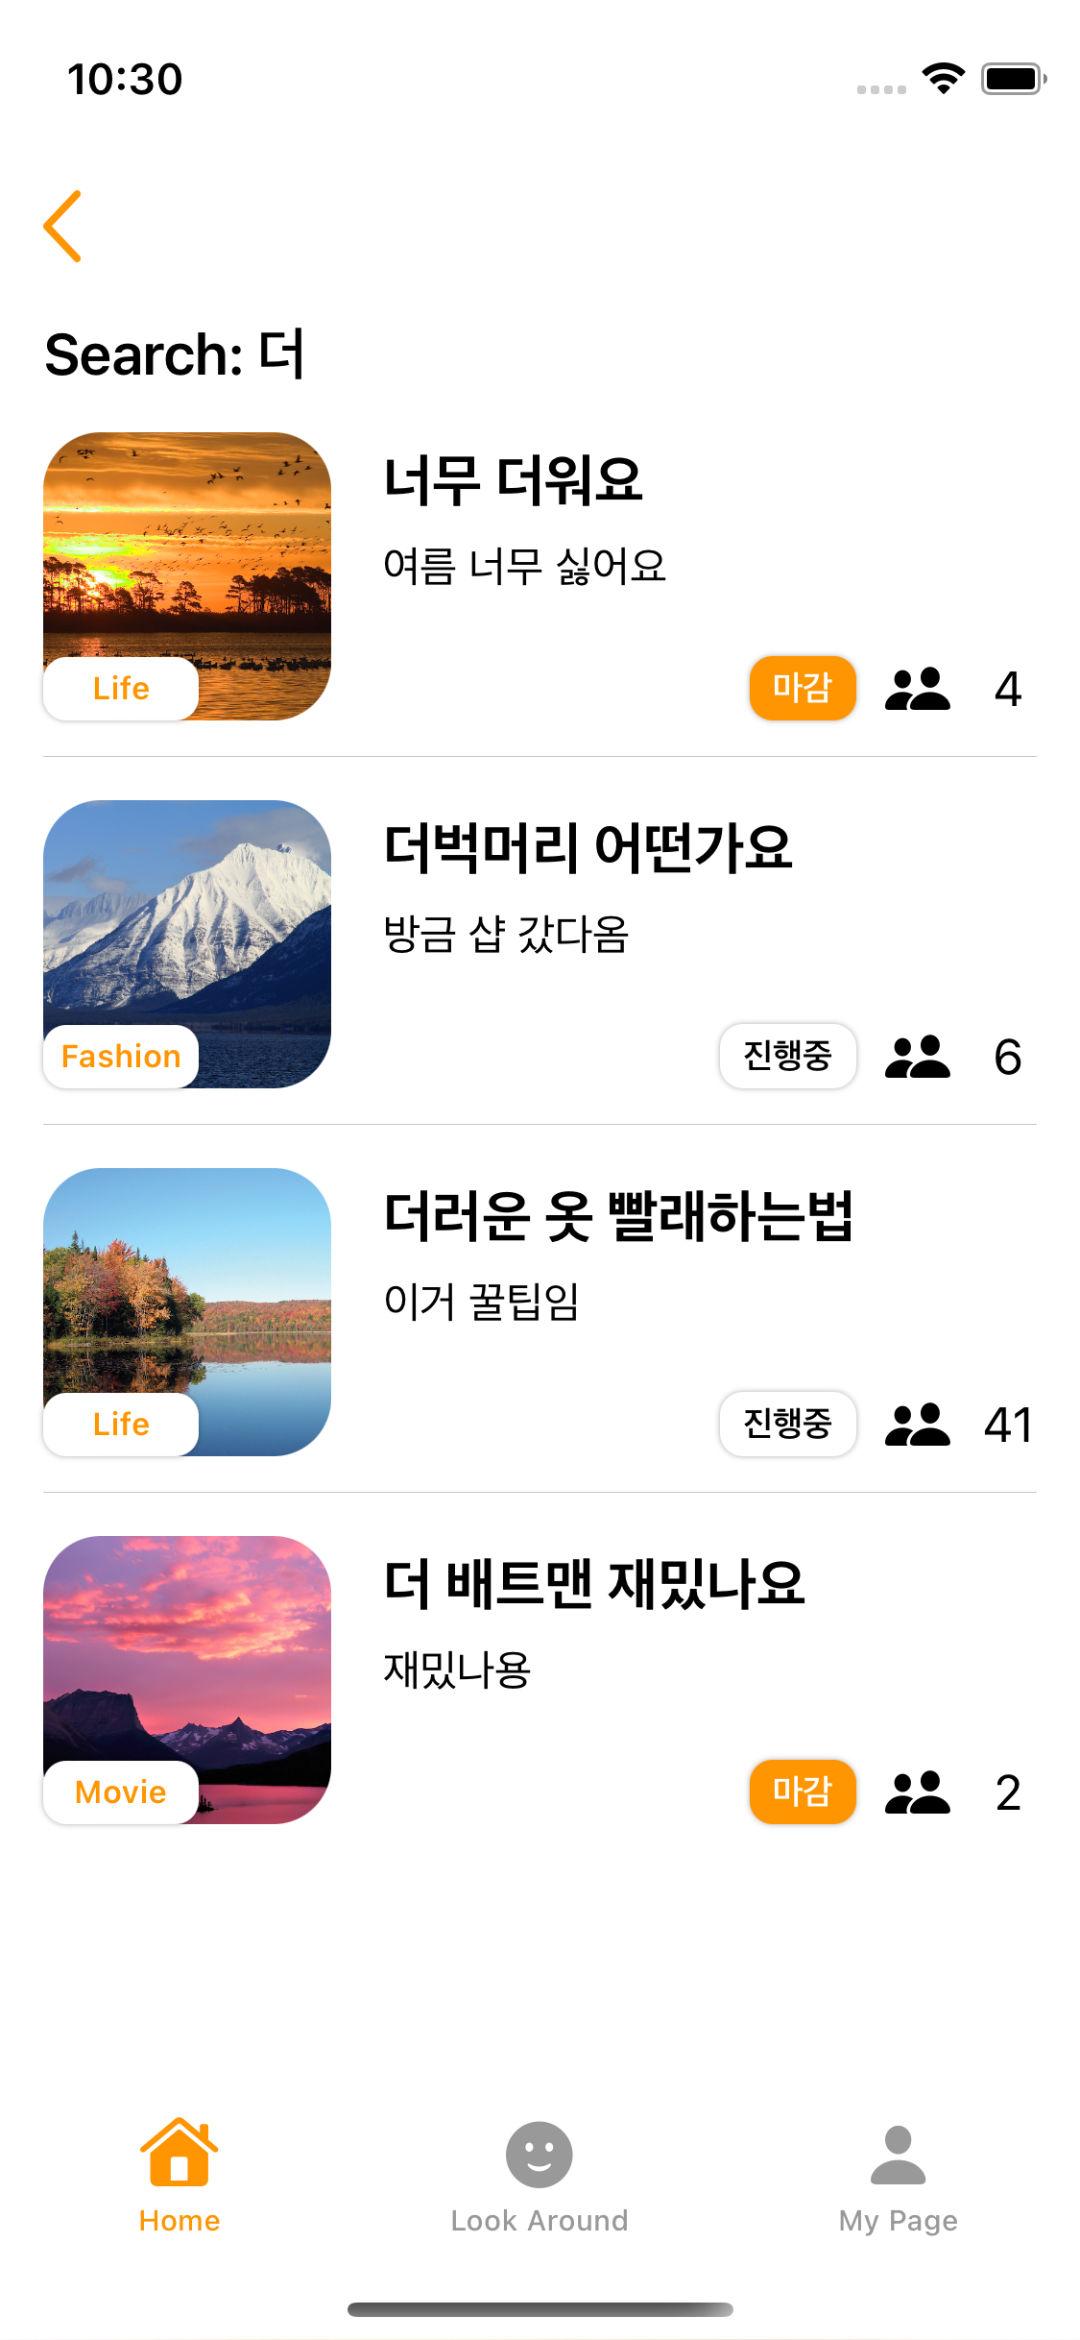 10:30
Search: 더
너무 더워요
여름 너무 싫어요
Life
마감
4
더벅머리 어떤가요
방금 샵 갔다옴
Fashion
진행중
6
더러운 옷 빨래하는법
이거 꿀팁임
Life
진행중
41
더 배트맨 재밌나요
재밌나용
Movie
마감
2
Home
Look Around
My Page